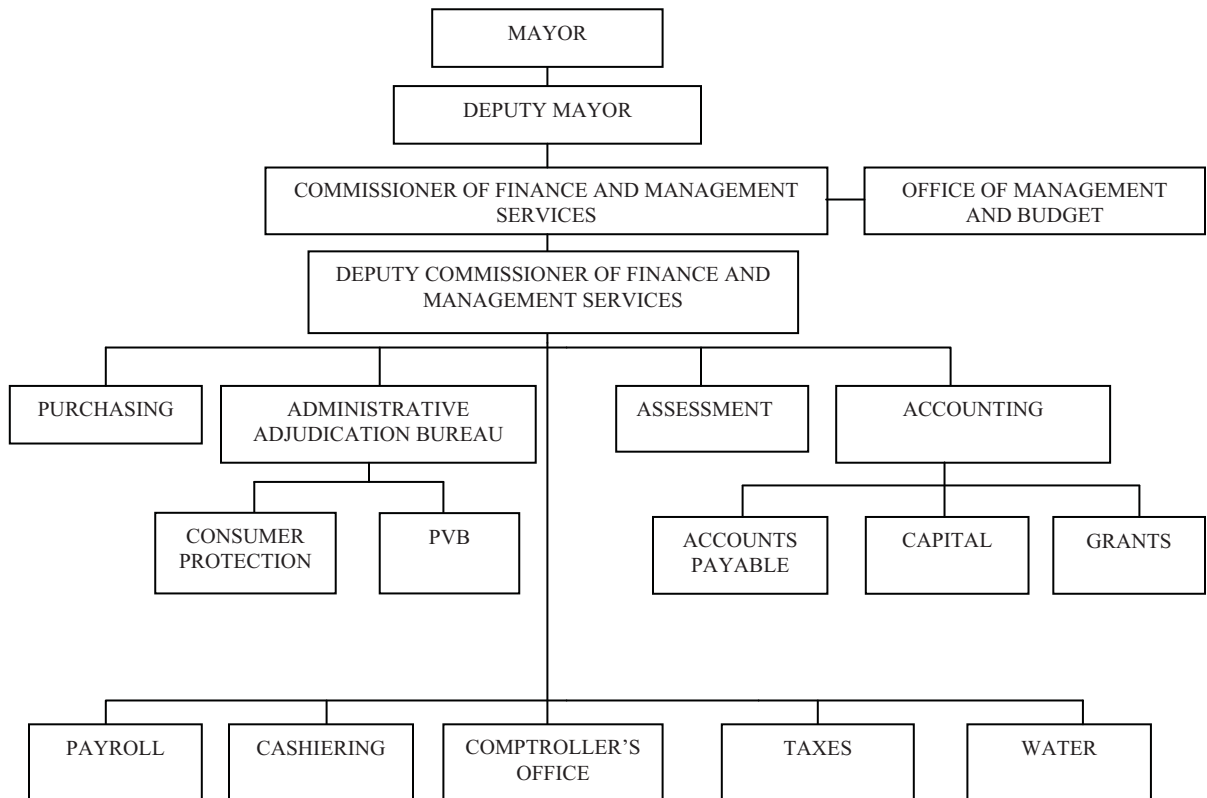 MAYOR
DEPUTY MAYOR
COMMISSIONER OF FINANCE AND MANAGEMENT
SERVICES
OFFICE OF MANAGEMENT
AND BUDGET
DEPUTY COMMISSIONER OF FINANCE AND
MANAGEMENT SERVICES
PURCHASING
ADMINISTRATIVE
ADJUDICATION BUREAU
ASSESSMENT
ACCOUNTING
CONSUMER
PROTECTION
PVB
ACCOUNTS
PAYABLE
CAPITAL
GRANTS
PAYROLL
CASHIERING
COMPTROLLER’S
OFFICE
TAXES
WATER